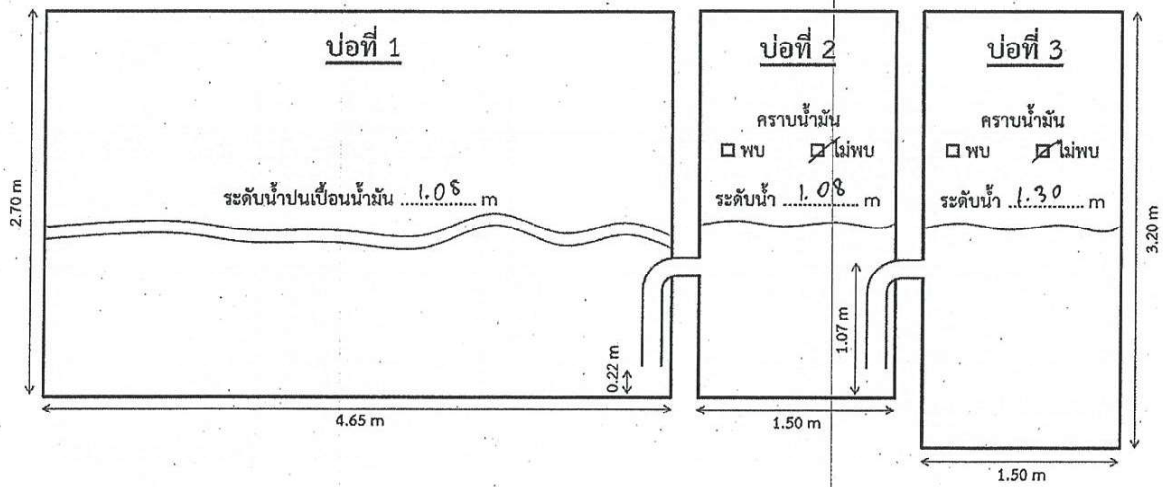 บ่อที่ 1
ระดับน้ำปนเปื้อนน้ำมัน 1.08 m
2.70 m
4.65 m
0.22 m
บ่อที่ 2
คราบน้ำมัน
พบ ไม่พบ
ระดับน้ำ 1.08 m
1.07 m
1.50 m
บ่อที่ 3
คราบน้ำมัน
พบ ไม่พบ
ระดับน้ำ 1.30 m
3.20 m
1.50 m